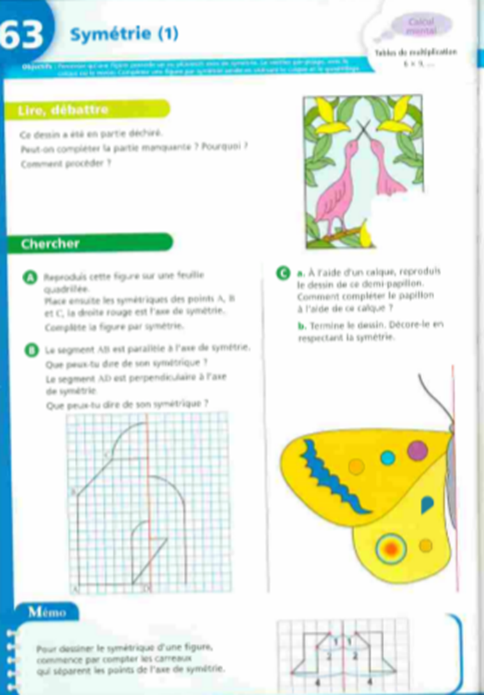 63
Symétrie (1)
Calcul
mental
Tables de multiplication
6 × 9, ...
Objectifs :
Lire, débattre
Ce dessin a été en partie déchiré.
Peut-on compléter la partie manquante ? Pourquoi ?
Comment procéder ?
Chercher
A Reproduis cette figure sur une feuille
quadrillée.
Place ensuite les symétriques des points A, B
et C, la droite rouge est l'axe de symétrie.
Complète la figure par symétrie.
B Le segment AB est parallèle à l'axe de symétrie.
Que peux-tu dire de son symétrique ?
Le segment AD est perpendiculaire à l'axe
de symétrie.
Que peux-tu dire de son symétrique ?
C
B
A
D
C a. À l'aide d'un calque, reproduis
le dessin de ce demi-papillon.
Comment compléter le papillon
à l'aide de ce calque ?
b. Termine le dessin. Décore-le en
respectant la symétrie.
Mémo
Pour dessiner le symétrique d'une figure,
commence par compter les carreaux
qui séparent les points de l'axe de symétrie.
1 1
2 2
4 4